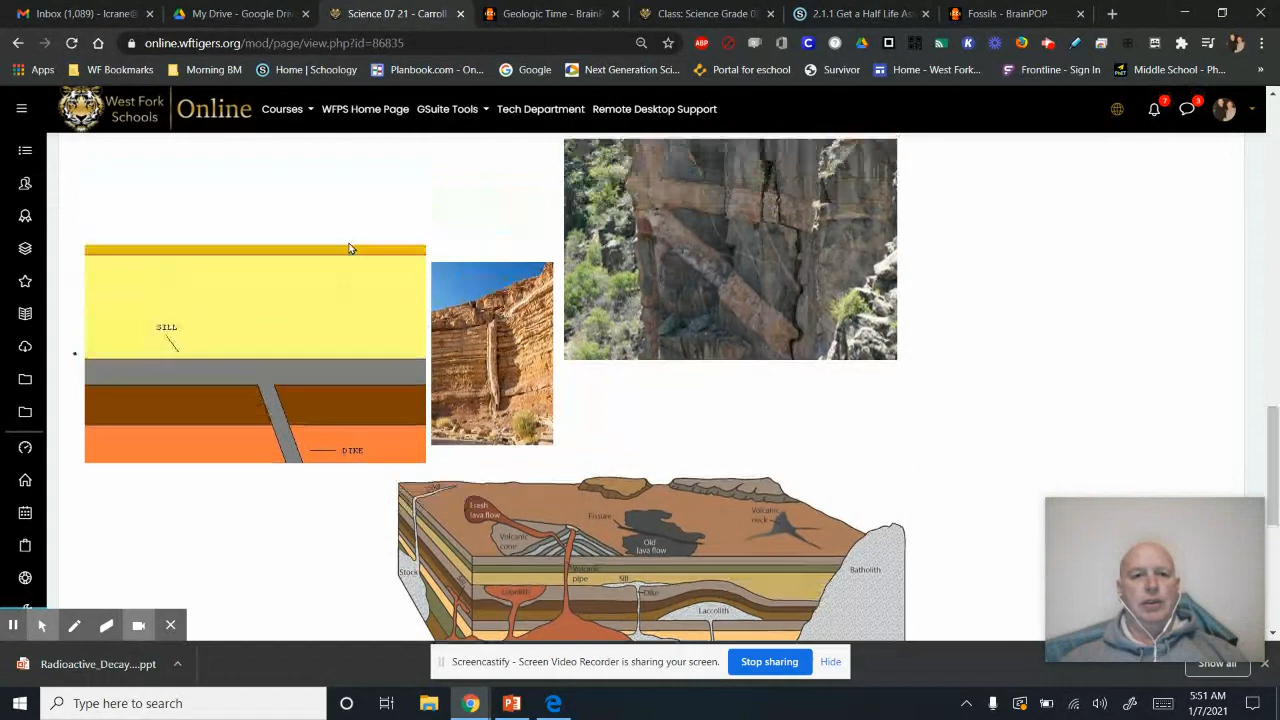 Inbox (923) - lcrane@
My Drive - Google Drive
Science 07 21 - Carroll
Geologic Time - BrainPOP
Class: Science Grade 0
2.1.1 Get a Half Life As
Fossils - BrainPOP
online.wftigers.org/mod/page/view.php?id=86835
Apps
WF Bookmarks
Morning BM
Home | Schoology
Planbook.com - On...
Google
Next Generation Sci...
Portal for eschool
Survivor
Home - West Fork...
Frontline - Sign In
Middle School - Ph...
West Fork
Schools
Online
Courses
WFPS Home Page
GSuite Tools
Tech Department
Remote Desktop Support
7
3
SILL
DIKE
lava flow
Fissure
Volcanic
neck
Volcanic
cone
Old
lava flow
Stock
Volcanic
pipe
Sill
Batholith
Dike
Laccolith
Screencastify - Screen Video Recorder is sharing your screen.
Stop sharing
Hide
Radioactive_Decay....ppt
Show all
Type here to search
5:51 AM
1/7/2021